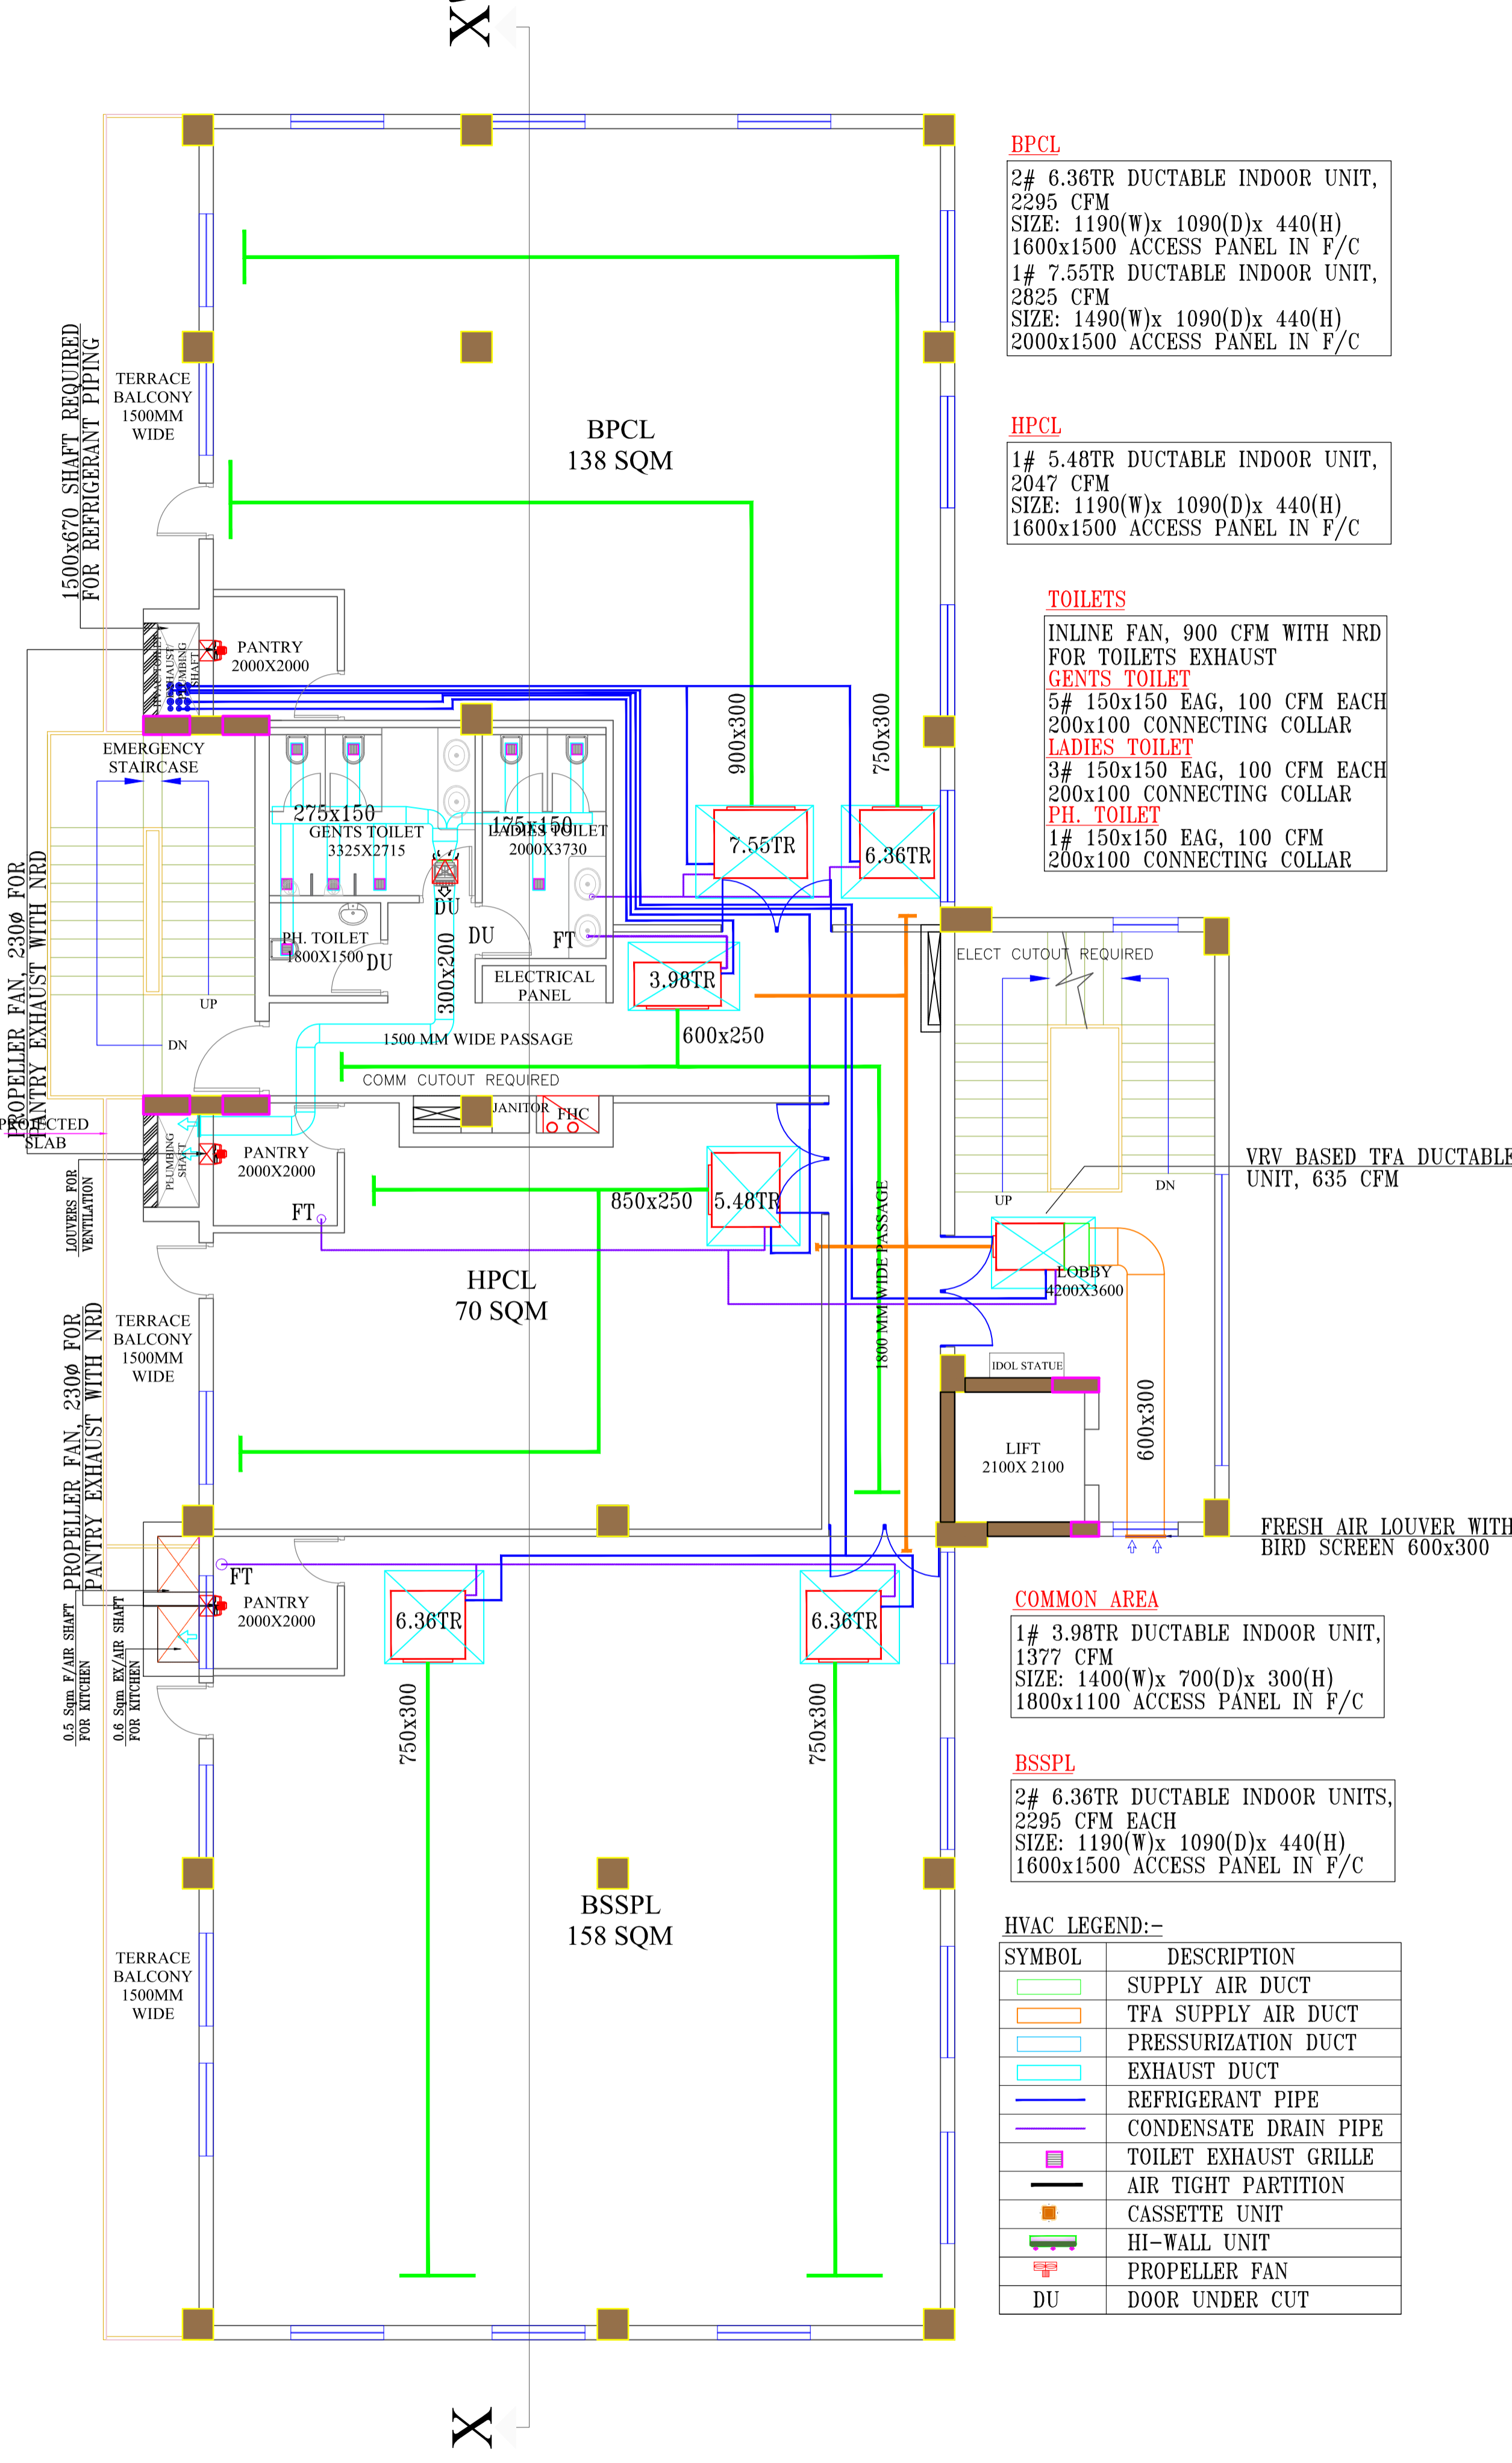 X
BPCL
2# 6.36TR DUCTABLE INDOOR UNIT,
2295 CFM
SIZE: 1190(W)x 1090(D)x 440(H)
1600x1500 ACCESS PANEL IN F/C
1# 7.55TR DUCTABLE INDOOR UNIT,
2825 CFM
SIZE: 1490(W)x 1090(D)x 440(H)
2000x1500 ACCESS PANEL IN F/C
HPCL
1# 5.48TR DUCTABLE INDOOR UNIT,
2047 CFM
SIZE: 1190(W)x 1090(D)x 440(H)
1600x1500 ACCESS PANEL IN F/C
TOILETS
INLINE FAN, 900 CFM WITH NRD
FOR TOILETS EXHAUST
GENTS TOILET
5# 150x150 EAG, 100 CFM EACH
200x100 CONNECTING COLLAR
LADIES TOILET
3# 150x150 EAG, 100 CFM EACH
200x100 CONNECTING COLLAR
PH. TOILET
1# 150x150 EAG, 100 CFM
200x100 CONNECTING COLLAR
1500x670 SHAFT REQUIRED
FOR REFRIGERANT PIPING
TERRACE
BALCONY
1500MM
WIDE
BPCL
138 SQM
PANTRY
2000X2000
PLUMBING
SHAFT
EMERGENCY
STAIRCASE
UP
DN
275x150
GENTS TOILET
3325X2715
175x150
LADIES TOILET
2000X3730
900x300
750x300
7.55TR
6.36TR
DU
DU
DU
FT
PH. TOILET
1800X1500
300x200
ELECTRICAL
PANEL
3.98TR
600x250
ELECT CUTOUT REQUIRED
UP
DN
1500 MM WIDE PASSAGE
COMM CUTOUT REQUIRED
JANITOR
FHC
PROPELLER FAN, 230ø FOR
PANTRY EXHAUST WITH NRD
PROJECTED
SLAB
PLUMBING
SHAFT
LOUVERS FOR
VENTILATION
PANTRY
2000X2000
FT
850x250
5.48TR
1800 MM WIDE PASSAGE
VRV BASED TFA DUCTABLE
UNIT, 635 CFM
LOBBY
4200X3600
HPCL
70 SQM
TERRACE
BALCONY
1500MM
WIDE
IDOL STATUE
LIFT
2100X 2100
600x300
FRESH AIR LOUVER WITH
BIRD SCREEN 600x300
PROPELLER FAN, 230ø FOR
PANTRY EXHAUST WITH NRD
0.5 Sqm F/AIR SHAFT
FOR KITCHEN
0.6 Sqm EX/AIR SHAFT
FOR KITCHEN
FT
PANTRY
2000X2000
6.36TR
6.36TR
750x300
750x300
COMMON AREA
1# 3.98TR DUCTABLE INDOOR UNIT,
1377 CFM
SIZE: 1400(W)x 700(D)x 300(H)
1800x1100 ACCESS PANEL IN F/C
BSSPL
2# 6.36TR DUCTABLE INDOOR UNITS,
2295 CFM EACH
SIZE: 1190(W)x 1090(D)x 440(H)
1600x1500 ACCESS PANEL IN F/C
BSSPL
158 SQM
TERRACE
BALCONY
1500MM
WIDE
HVAC LEGEND:-
SYMBOL DESCRIPTION
SUPPLY AIR DUCT
TFA SUPPLY AIR DUCT
PRESSURIZATION DUCT
EXHAUST DUCT
REFRIGERANT PIPE
CONDENSATE DRAIN PIPE
TOILET EXHAUST GRILLE
AIR TIGHT PARTITION
CASSETTE UNIT
HI-WALL UNIT
PROPELLER FAN
DU DOOR UNDER CUT
X